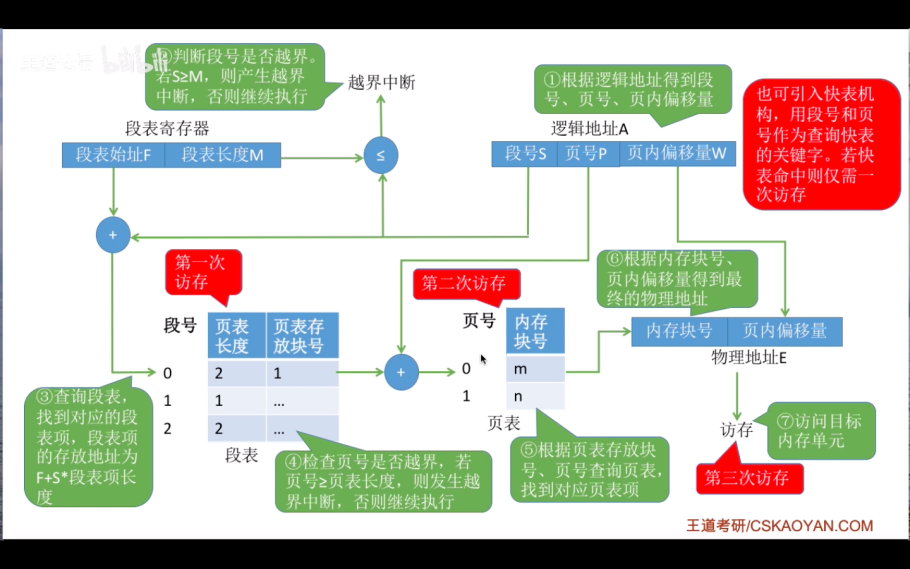 bilibili
②判断段号是否越界。
若S≥M，则产生越界
中断，否则继续执行
越界中断
①根据逻辑地址得到段
号、页号、页内偏移量
也可引入快表机
构，用段号和页
号作为查询快表
的关键字。若快
表命中则仅需一
次访存
段表寄存器
逻辑地址A
段表始址F 段表长度M
≤
段号S 页号P 页内偏移量W
+
第一次
访存
第二次访存
⑥根据内存块号、
页内偏移量得到最
终的物理地址
段号 页表长度 页表存放块号
0 2 1
1 1 ...
2 2 ...
段表
+
页号 内存块号
0 m
1 n
页表
内存块号 页内偏移量
物理地址E
③查询段表，
找到对应的段
表项，段表项
的存放地址为
F+S*段表项长
度
④检查页号是否越界，若
页号≥页表长度，则发生越
界中断，否则继续执行
⑤根据页表存放块
号、页号查询页表，
找到对应页表项
访存
⑦访问目标
内存单元
第三次访存
王道考研/CSKAOYAN.COM